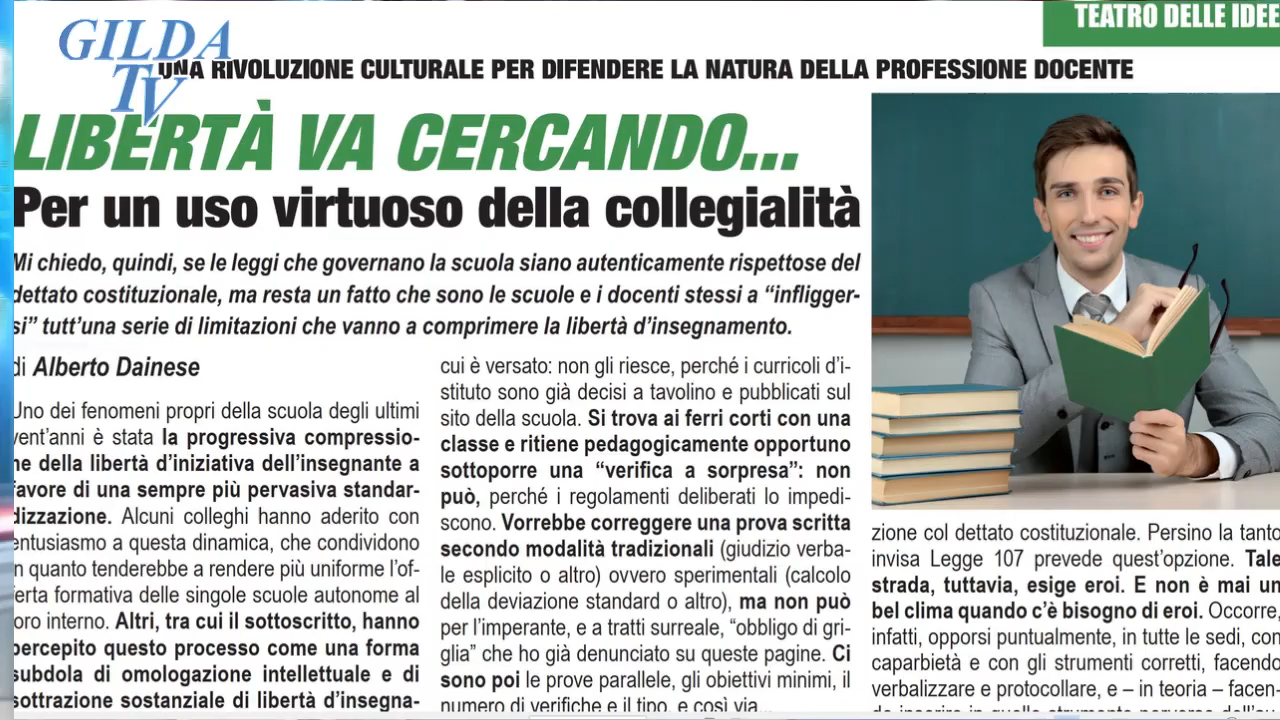 GILDA
TV
TEATRO DELLE IDEE
UNA RIVOLUZIONE CULTURALE PER DIFENDERE LA NATURA DELLA PROFESSIONE DOCENTE
LIBERTÀ VA CERCANDO...
Per un uso virtuoso della collegialità
Mi chiedo, quindi, se le leggi che governano la scuola siano autenticamente rispettose del
dettato costituzionale, ma resta un fatto che sono le scuole e i docenti stessi a “infligger-
si” tutt’una serie di limitazioni che vanno a comprimere la libertà d’insegnamento.
di Alberto Dainese
Uno dei fenomeni propri della scuola degli ultimi
vent’anni è stata la progressiva compressio-
ne della libertà d’iniziativa dell’insegnante a
favore di una sempre più pervasiva standar-
dizzazione. Alcuni colleghi hanno aderito con
entusiasmo a questa dinamica, che condividono
in quanto tenderebbe a rendere più uniforme l’of-
ferta formativa delle singole scuole autonome al
loro interno. Altri, tra cui il sottoscritto, hanno
percepito questo processo come una forma
subdola di omologazione intellettuale e di
sottrazione sostanziale di libertà d’insegna-
cui è versato: non gli riesce, perché i curricoli d’i-
stituto sono già decisi a tavolino e pubblicati sul
sito della scuola. Si trova ai ferri corti con una
classe e ritiene pedagogicamente opportuno
sottoporre una “verifica a sorpresa”: non
può, perché i regolamenti deliberati lo impedi-
scono. Vorrebbe correggere una prova scritta
secondo modalità tradizionali (giudizio verba-
le esplicito o altro) ovvero sperimentali (calcolo
della deviazione standard o altro), ma non può
per l’imperante, e a tratti surreale, “obbligo di gri-
glia” che ho già denunciato su queste pagine. Ci
sono poi le prove parallele, gli obiettivi minimi, il
numero di verifiche e il tipo, e così via...
zione col dettato costituzionale. Persino la tanto
invisa Legge 107 prevede quest’opzione. Tale
strada, tuttavia, esige eroi. E non è mai un
bel clima quando c’è bisogno di eroi. Occorre,
infatti, opporsi puntualmente, in tutte le sedi, con
caparbietà e con gli strumenti corretti, facendo
verbalizzare e protocollare, e – in teoria – facen-